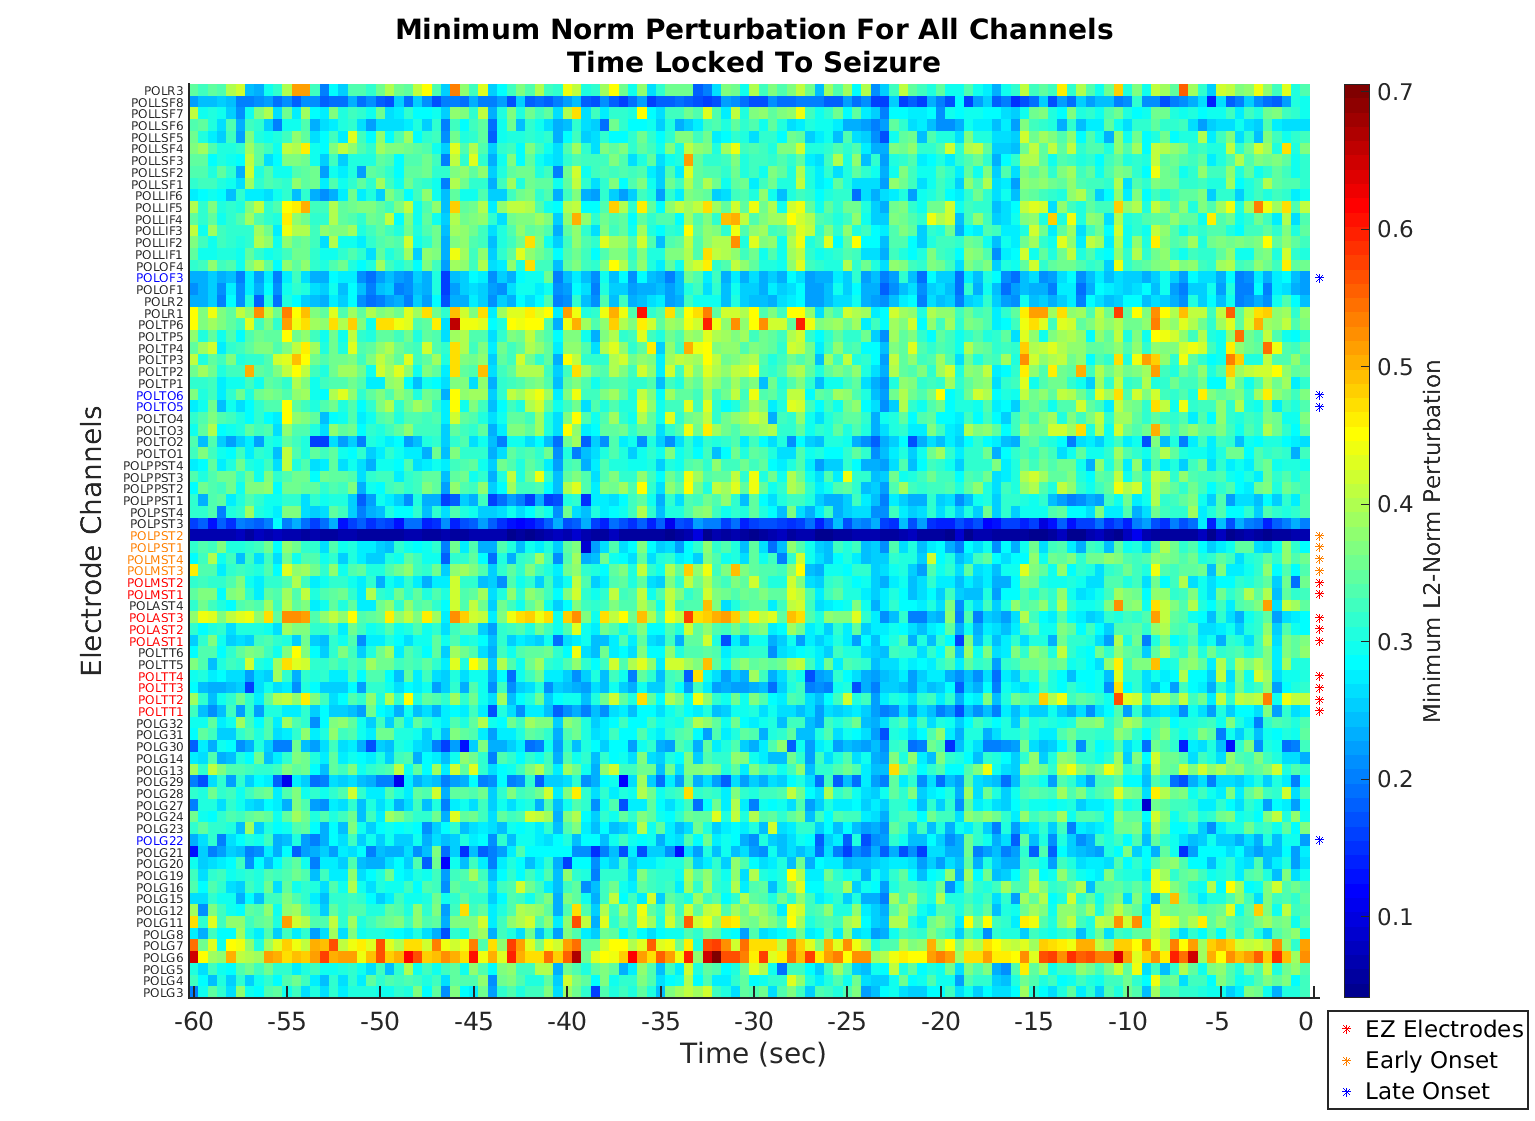 Minimum Norm Perturbation For All Channels
Time Locked To Seizure
Electrode Channels
POLR3
POLLSF8
POLLSF7
POLLSF6
POLLSF5
POLLSF4
POLLSF3
POLLSF2
POLLSF1
POLLIF6
POLLIF5
POLLIF4
POLLIF3
POLLIF2
POLLIF1
POLOF4
POLOF3
POLOF1
POLR2
POLR1
POLTP6
POLTP5
POLTP4
POLTP3
POLTP2
POLTP1
POLTO6
POLTO5
POLTO4
POLTO3
POLTO2
POLTO1
POLPPST4
POLPPST3
POLPPST2
POLPPST1
POLPST4
POLPST3
POLPST2
POLPST1
POLMST4
POLMST3
POLMST2
POLMST1
POLAST4
POLAST3
POLAST2
POLAST1
POLTT6
POLTT5
POLTT4
POLTT3
POLTT2
POLTT1
POLG32
POLG31
POLG30
POLG14
POLG13
POLG29
POLG28
POLG27
POLG24
POLG23
POLG22
POLG21
POLG20
POLG19
POLG16
POLG15
POLG12
POLG11
POLG8
POLG7
POLG6
POLG5
POLG4
POLG3
-60 -55 -50 -45 -40 -35 -30 -25 -20 -15 -10 -5 0
Time (sec)
0.7
0.6
0.5
0.4
0.3
0.2
0.1
Minimum L2-Norm Perturbation
EZ Electrodes
Early Onset
Late Onset